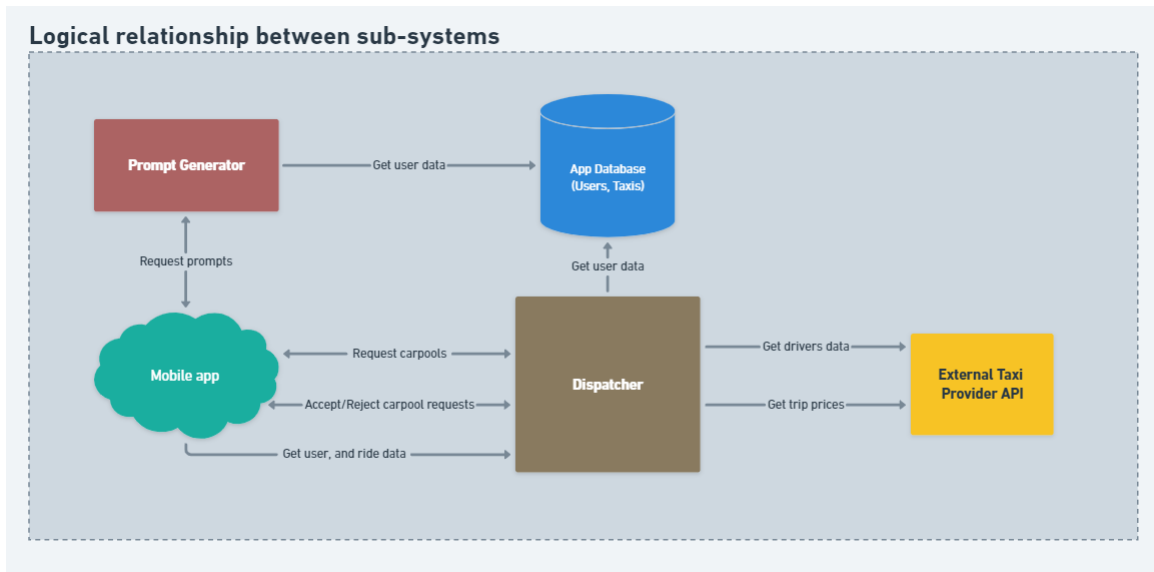 Logical relationship between sub-systems
Prompt Generator
Get user data
App Database
(Users, Taxis)
Request prompts
Get user data
Mobile app
Request carpools
Accept/Reject carpool requests
Get user, and ride data
Dispatcher
Get drivers data
Get trip prices
External Taxi
Provider API